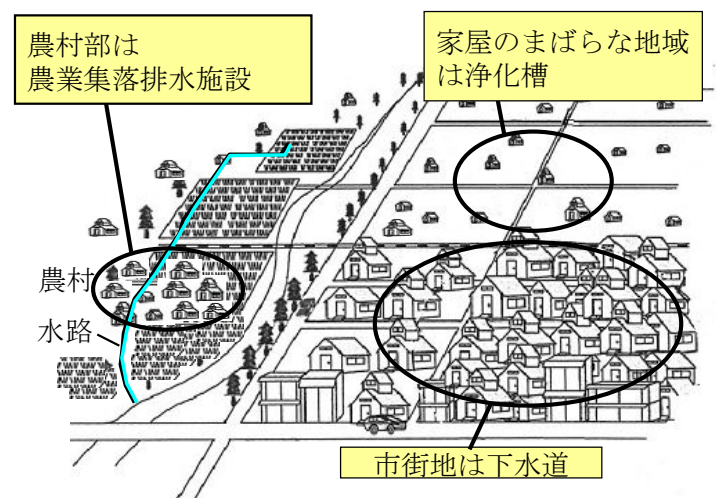 農村部は
農業集落排水施設
家屋のまばらな地域
は浄化槽
農村
水路
市街地は下水道